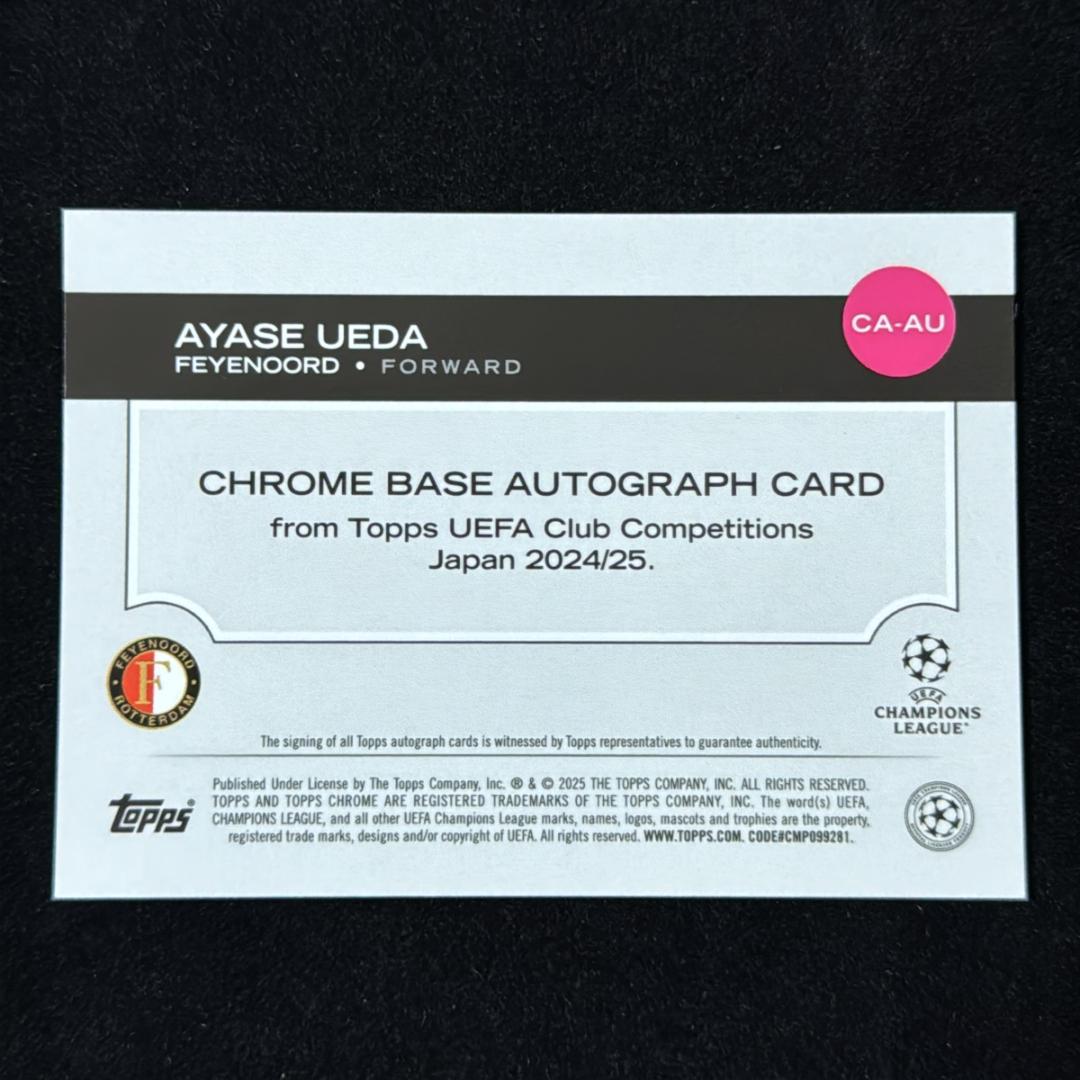 AYASE UEDA
CA-AU
FEYENOORD • FORWARD
CHROME BASE AUTOGRAPH CARD
from Topps UEFA Club Competitions
Japan 2024/25.
FEYENOORD
F
ROTTERDAM
UEFA
CHAMPIONS
LEAGUE
The signing of all Topps autograph cards is witnessed by Topps representatives to guarantee authenticity.
topps®
Published Under License by The Topps Company, Inc. ® & © 2025 THE TOPPS COMPANY, INC. ALL RIGHTS RESERVED.
TOPPS AND TOPPS CHROME ARE REGISTERED TRADEMARKS OF THE TOPPS COMPANY, INC. The word(s) UEFA,
CHAMPIONS LEAGUE, and all other UEFA Champions League marks, names, logos, mascots and trophies are the property,
registered trade marks, designs and/or copyright of UEFA. All rights reserved. WWW.TOPPS.COM. CODE#CMP099281.